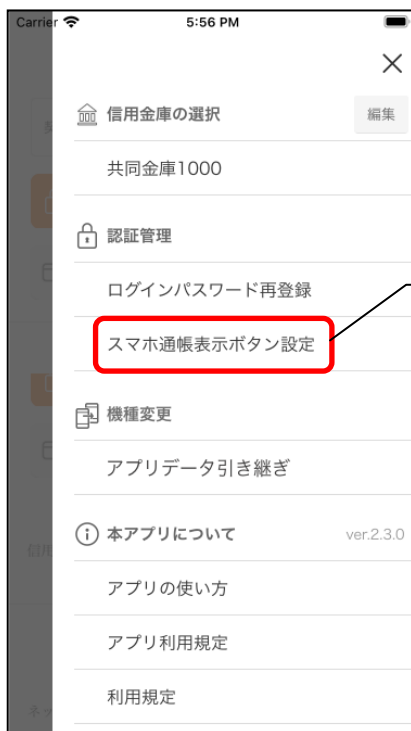 Carrier 5:56 PM
信用金庫の選択 編集
共同金庫1000
認証管理
ログインパスワード再登録
スマホ通帳表示ボタン設定
機種変更
アプリデータ引き継ぎ
本アプリについて ver.2.3.0
アプリの使い方
アプリ利用規定
利用規定